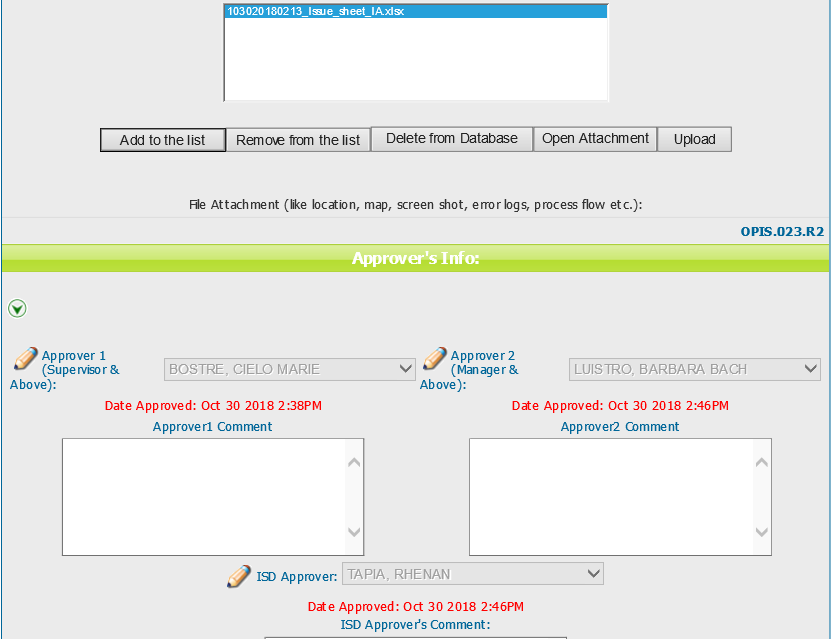 103020180213_Issue_sheet_IA.xlsx
Add to the list Remove from the list Delete from Database Open Attachment Upload
File Attachment (like location, map, screen shot, error logs, process flow etc.):
OPIS.023.R2
Approver's Info:
Approver 1
(Supervisor &
Above):
BOSTRE, CIELO MARIE
Approver 2
(Manager &
Above):
LUISTRO, BARBARA BACH
Date Approved: Oct 30 2018 2:38PM
Date Approved: Oct 30 2018 2:46PM
Approver1 Comment
Approver2 Comment
ISD Approver: TAPIA, RHENAN
Date Approved: Oct 30 2018 2:46PM
ISD Approver's Comment: